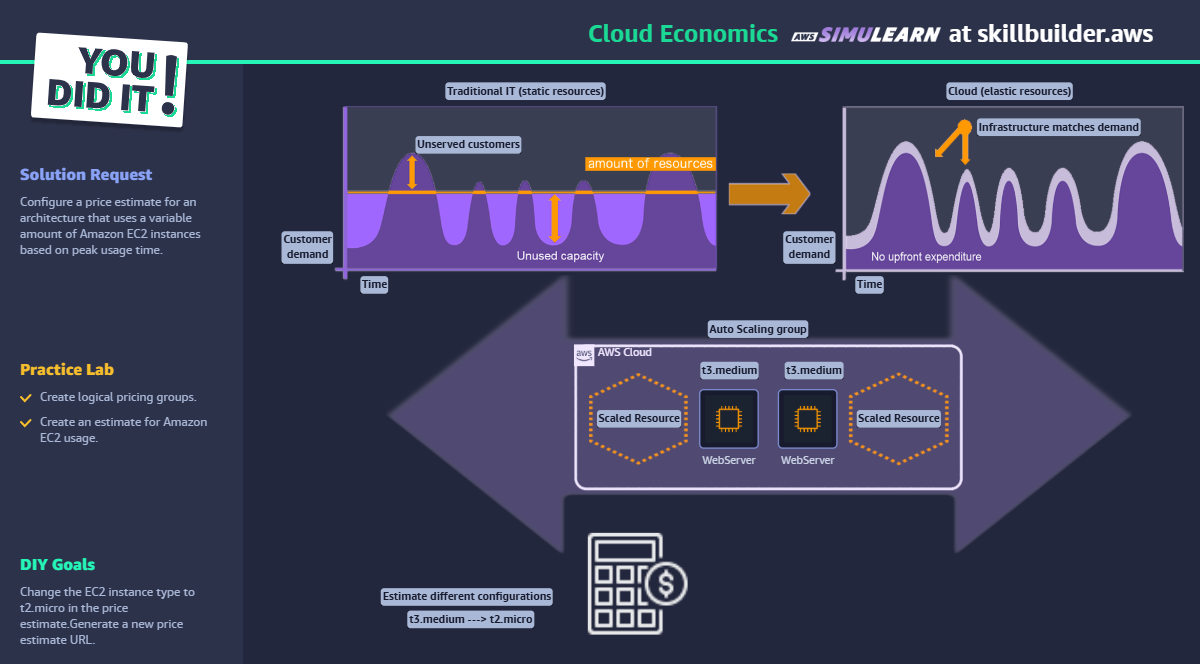 Cloud Economics aws SIMULEARN at skillbuilder.aws
YOU
DID IT!
Solution Request
Configure a price estimate for an
architecture that uses a variable
amount of Amazon EC2 instances
based on peak usage time.
Practice Lab
Create logical pricing groups.
Create an estimate for Amazon
EC2 usage.
DIY Goals
Change the EC2 instance type to
t2.micro in the price
estimate.Generate a new price
estimate URL.
Traditional IT (static resources)
Unserved customers
amount of resources
Customer
demand
Unused capacity
Time
Cloud (elastic resources)
Infrastructure matches demand
Customer
demand
No upfront expenditure
Time
Auto Scaling group
aws
AWS Cloud
t3.medium
t3.medium
Scaled Resource
Scaled Resource
WebServer
WebServer
$
Estimate different configurations
t3.medium ---> t2.micro